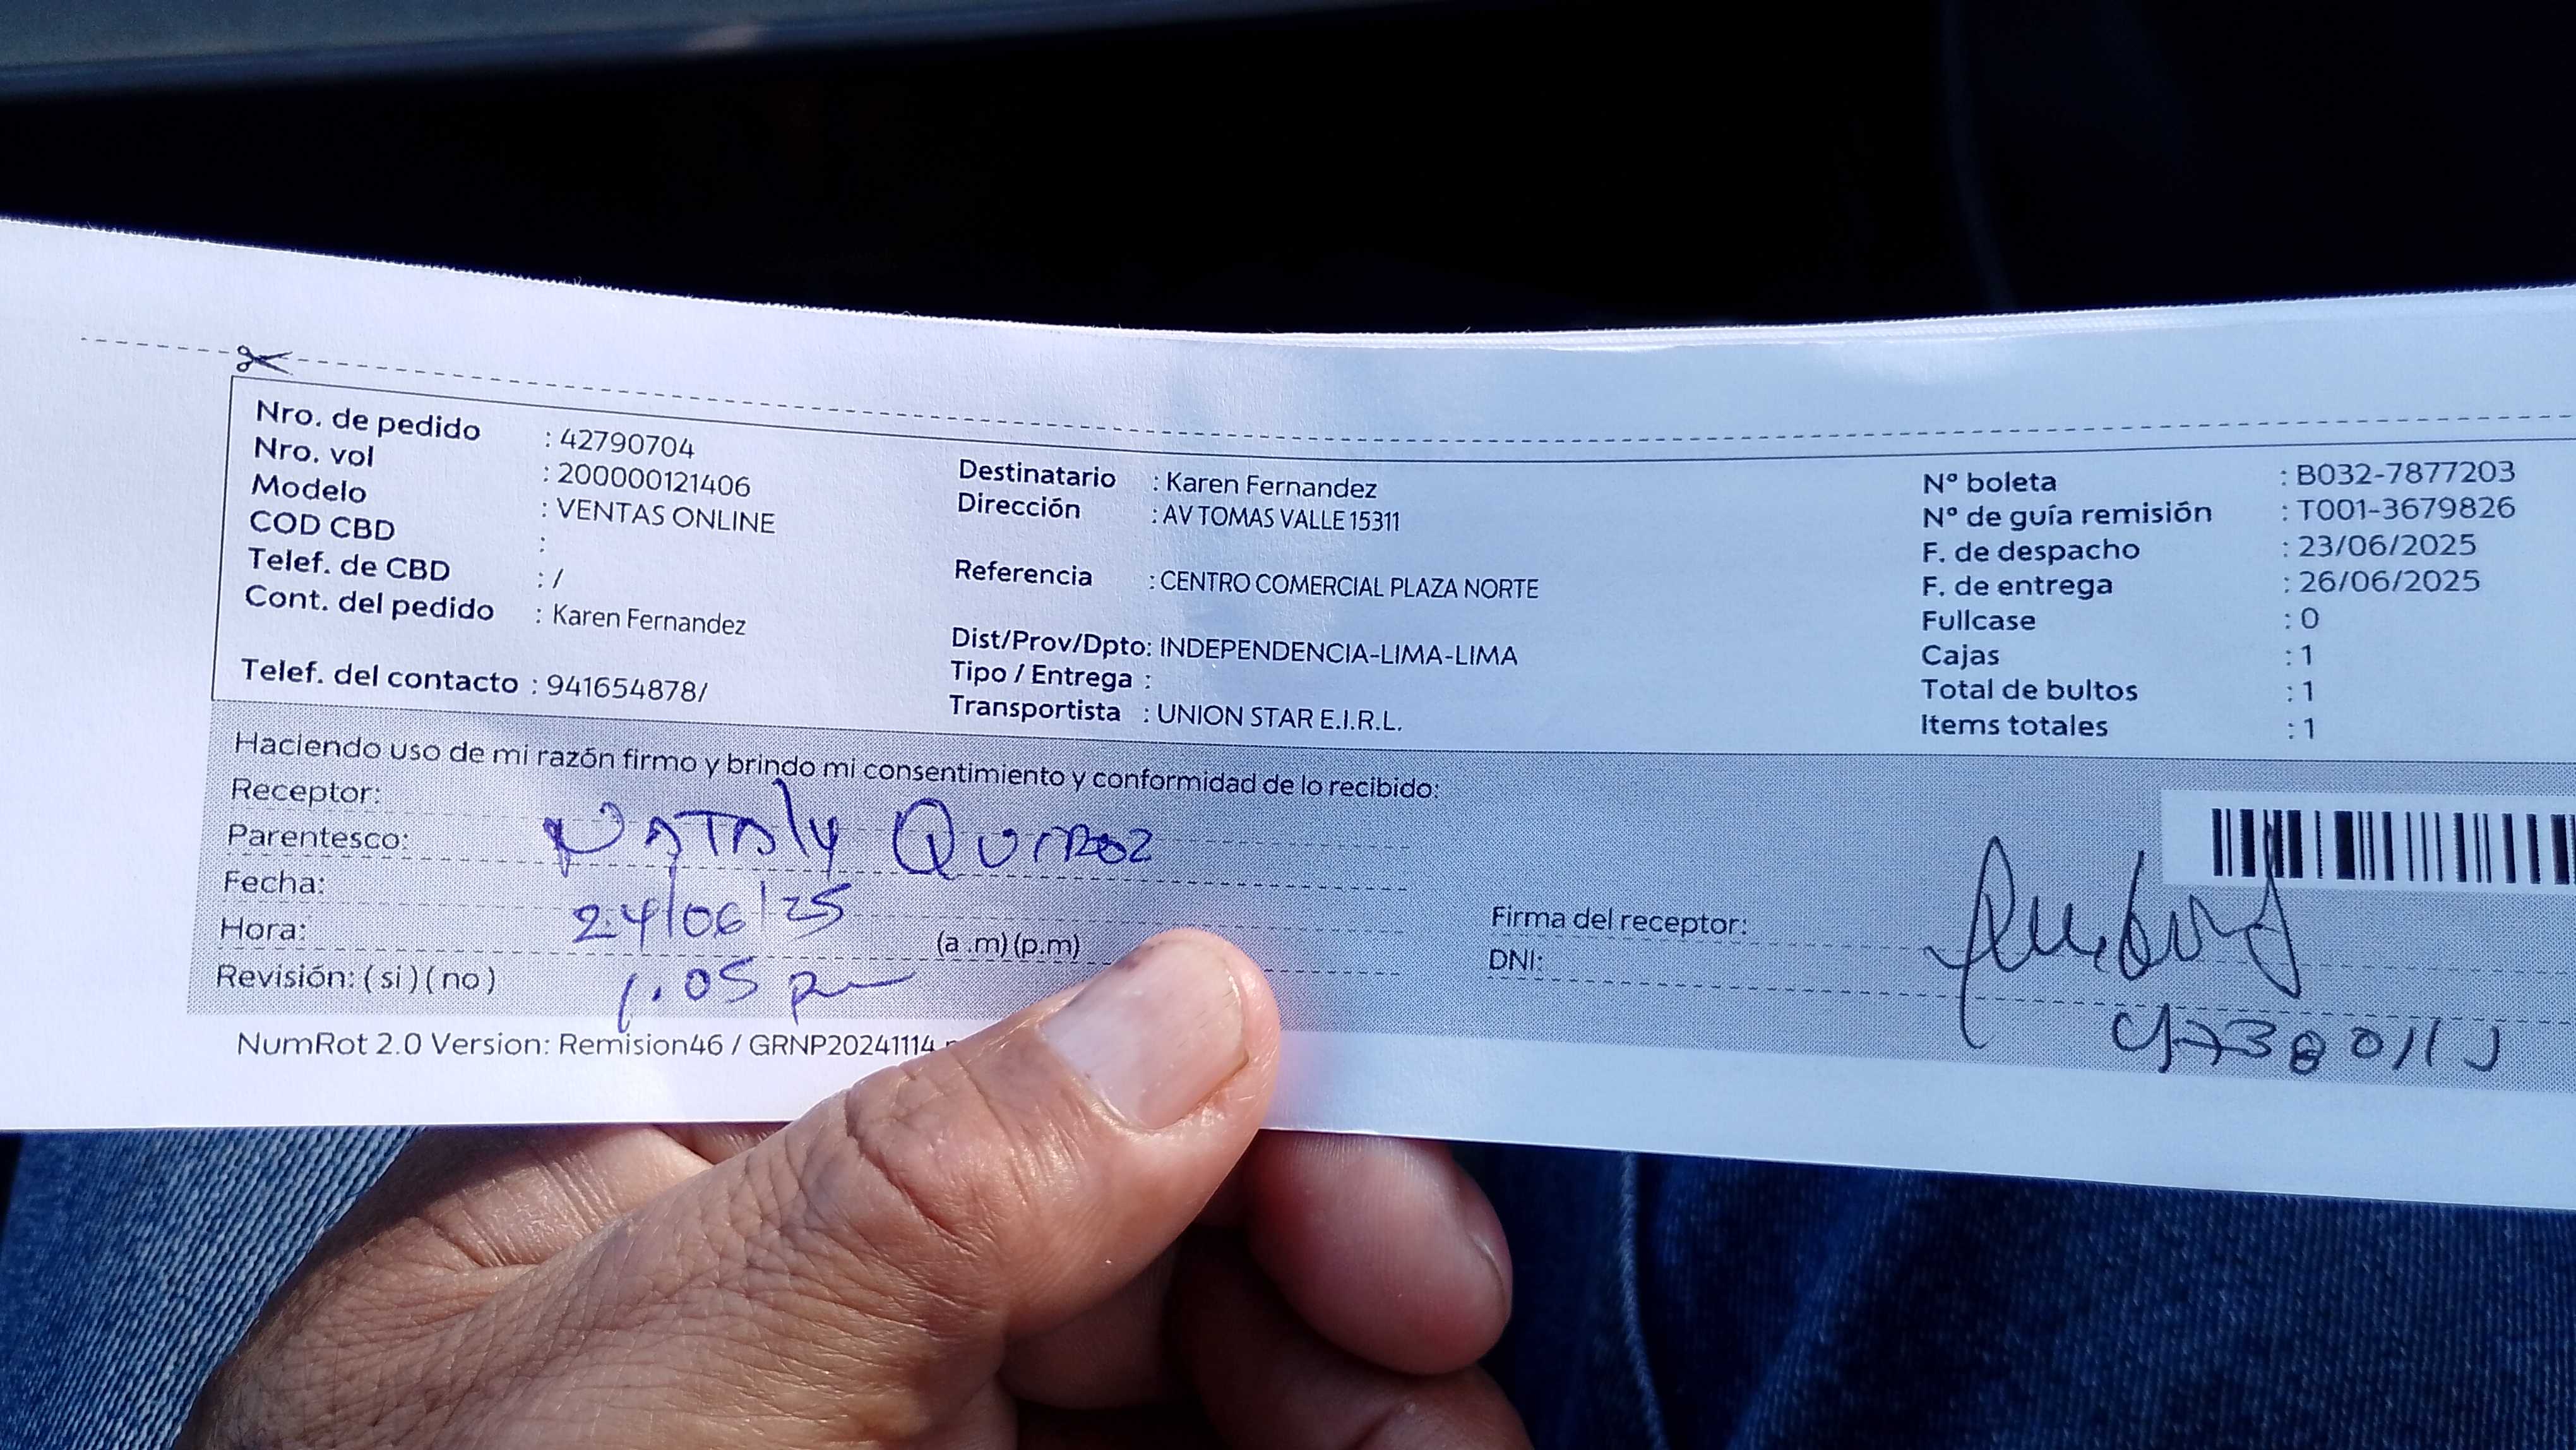 Nro. de pedido : 42790704
Nro. vol : 200000121406
Modelo : VENTAS ONLINE
COD CBD :
Telef. de CBD : /
Cont. del pedido : Karen Fernandez
Telef. del contacto : 941654878/
Destinatario : Karen Fernandez
Dirección : AV TOMAS VALLE 15311
Referencia : CENTRO COMERCIAL PLAZA NORTE
Dist/Prov/Dpto: INDEPENDENCIA-LIMA-LIMA
Tipo / Entrega :
Transportista : UNION STAR E.I.R.L.
Nº boleta : B032-7877203
Nº de guía remisión : T001-3679826
F. de despacho : 23/06/2025
F. de entrega : 26/06/2025
Fullcase : 0
Cajas : 1
Total de bultos : 1
Items totales : 1
Haciendo uso de mi razón firmo y brindo mi consentimiento y conformidad de lo recibido:
Receptor: NATALY QUIROZ
Parentesco:
Fecha: 24/06/25
Hora: 1.05 pm (a .m) (p.m)
Revisión: ( si ) ( no )
Firma del receptor:
DNI:
NumRot 2.0 Version: Remision46 / GRNP20241114